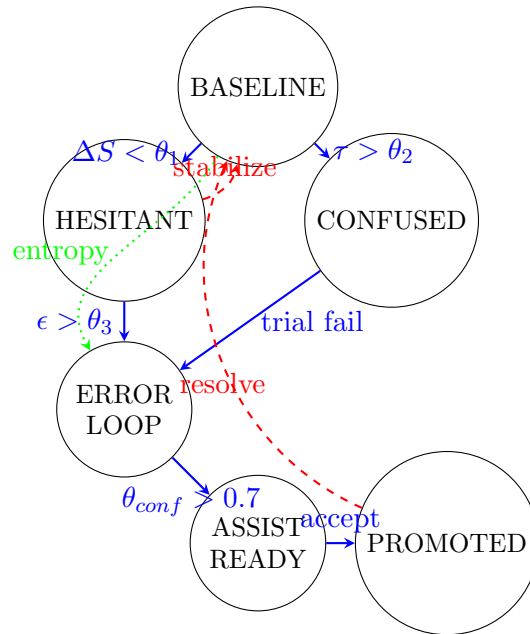 BASELINE
ΔS < θ₁
τ > θ₂
stabilize
HESITANT
CONFUSED
entropy
ϵ > θ₃
trial fail
ERROR
LOOP
resolve
θ_conf > 0.7
accept
ASSIST
READY
PROMOTED